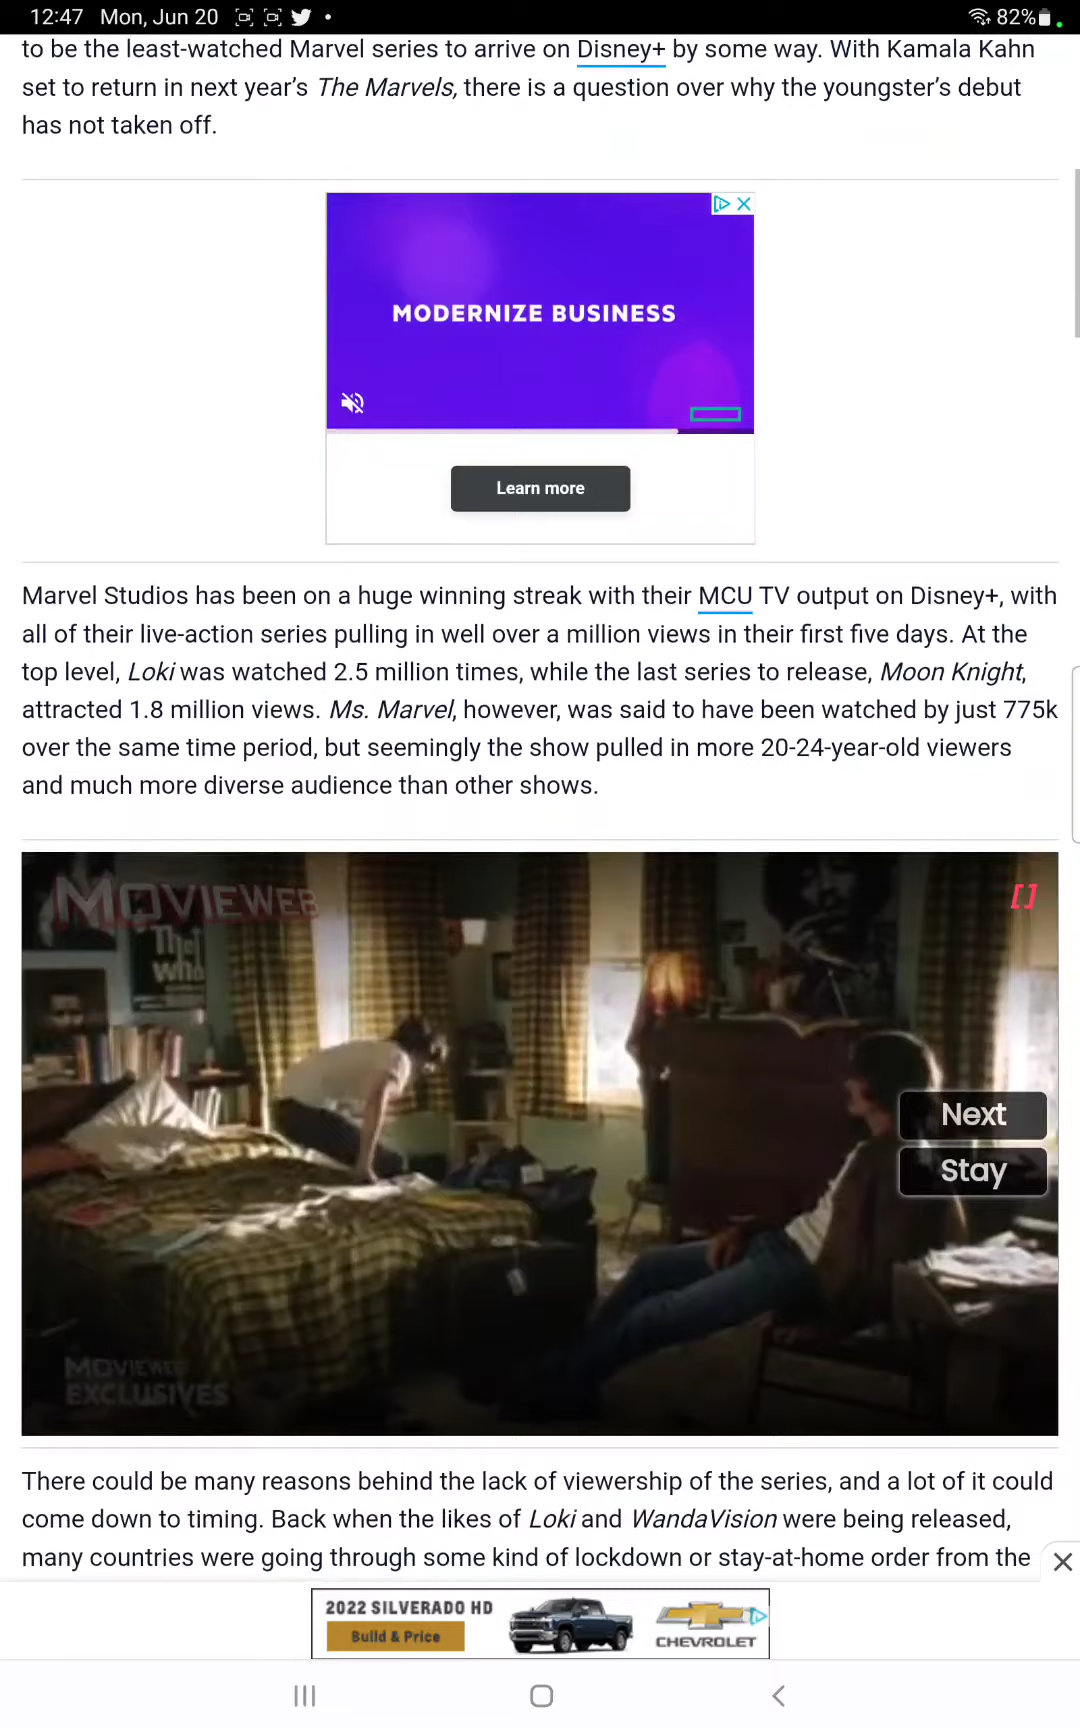 12:47 Mon, Jun 20 82%
to be the least-watched Marvel series to arrive on Disney+ by some way. With Kamala Kahn
set to return in next year’s The Marvels, there is a question over why the youngster’s debut
has not taken off.
MODERNIZE BUSINESS
Learn more
Marvel Studios has been on a huge winning streak with their MCU TV output on Disney+, with
all of their live-action series pulling in well over a million views in their first five days. At the
top level, Loki was watched 2.5 million times, while the last series to release, Moon Knight,
attracted 1.8 million views. Ms. Marvel, however, was said to have been watched by just 775k
over the same time period, but seemingly the show pulled in more 20-24-year-old viewers
and much more diverse audience than other shows.
MOVIEWEB
The
Who
Next
Stay
MOVIEWEB
EXCLUSIVES
There could be many reasons behind the lack of viewership of the series, and a lot of it could
come down to timing. Back when the likes of Loki and WandaVision were being released,
many countries were going through some kind of lockdown or stay-at-home order from the
2022 SILVERADO HD
Build & Price
CHEVROLET